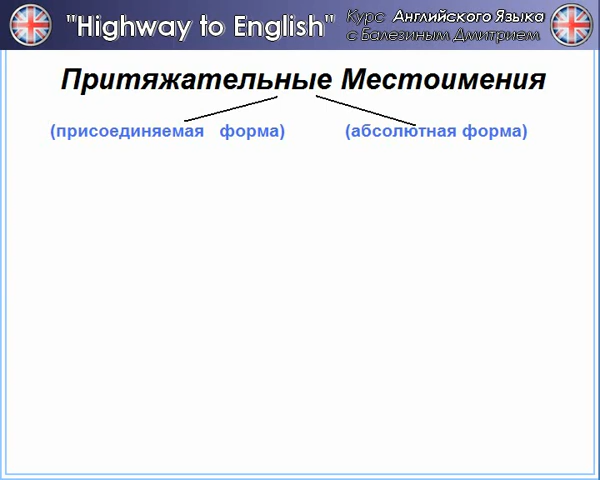 "Highway to English"
Курс Английского Языка
с Балезиным Дмитрием
Притяжательные Местоимения
(присоединяемая форма) (абсолютная форма)